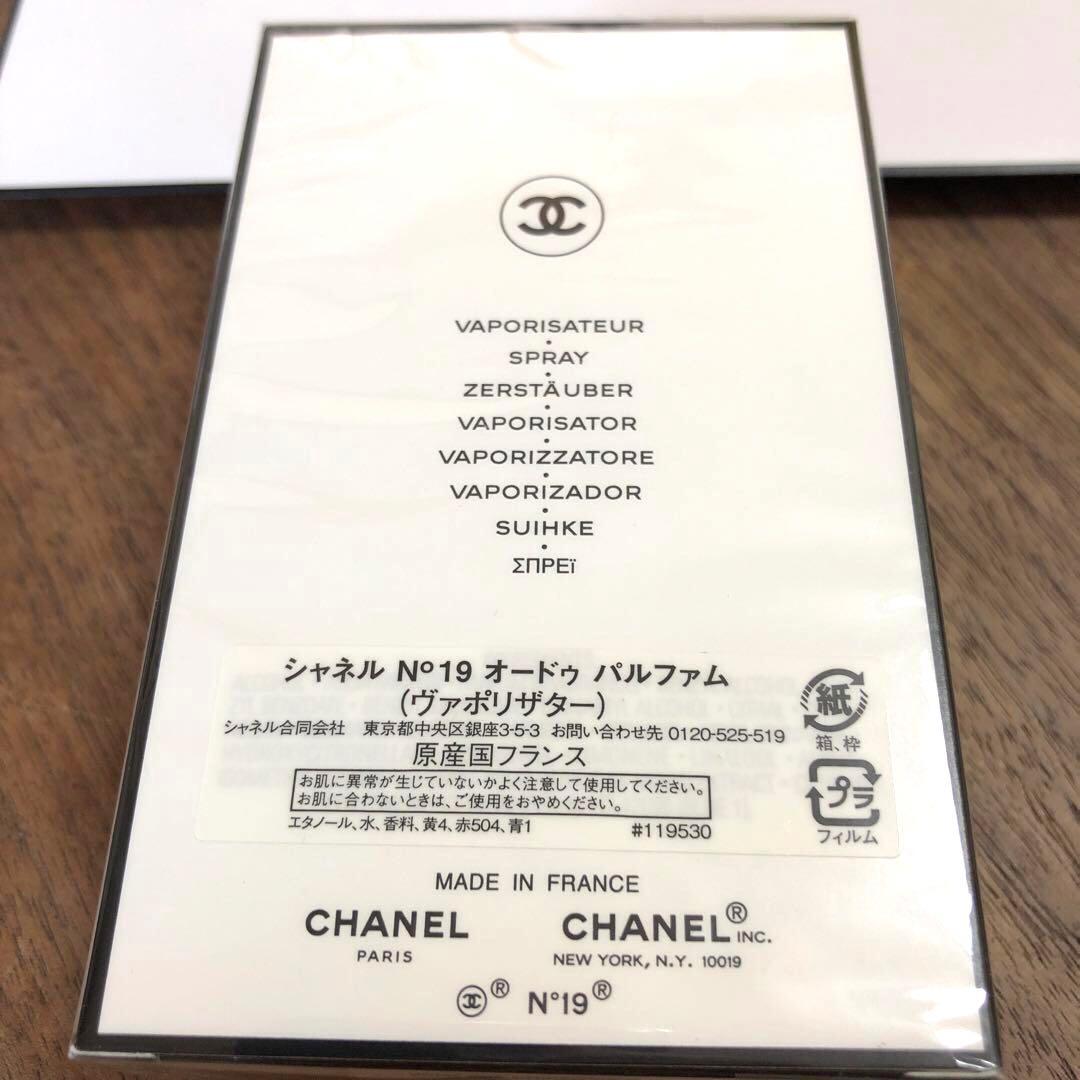 VAPORISATEUR
·
SPRAY
·
ZERSTÄUBER
·
VAPORISATOR
·
VAPORIZZATORE
·
VAPORIZADOR
·
SUIHKE
·
ΣΠΡΕϊ
シャネル Nº19 オードゥ パルファム
(ヴァポリザター)
シャネル合同会社 東京都中央区銀座3-5-3 お問い合わせ先 0120-525-519
原産国フランス
お肌に異常が生じていないかよく注意して使用してください。
お肌に合わないときは、ご使用をおやめください。
エタノール、水、香料、黄4、赤504、青1 #119530
紙
箱、枠
プラ
フィルム
MADE IN FRANCE
CHANEL CHANEL® INC.
PARIS NEW YORK, N.Y. 10019
® N°19®